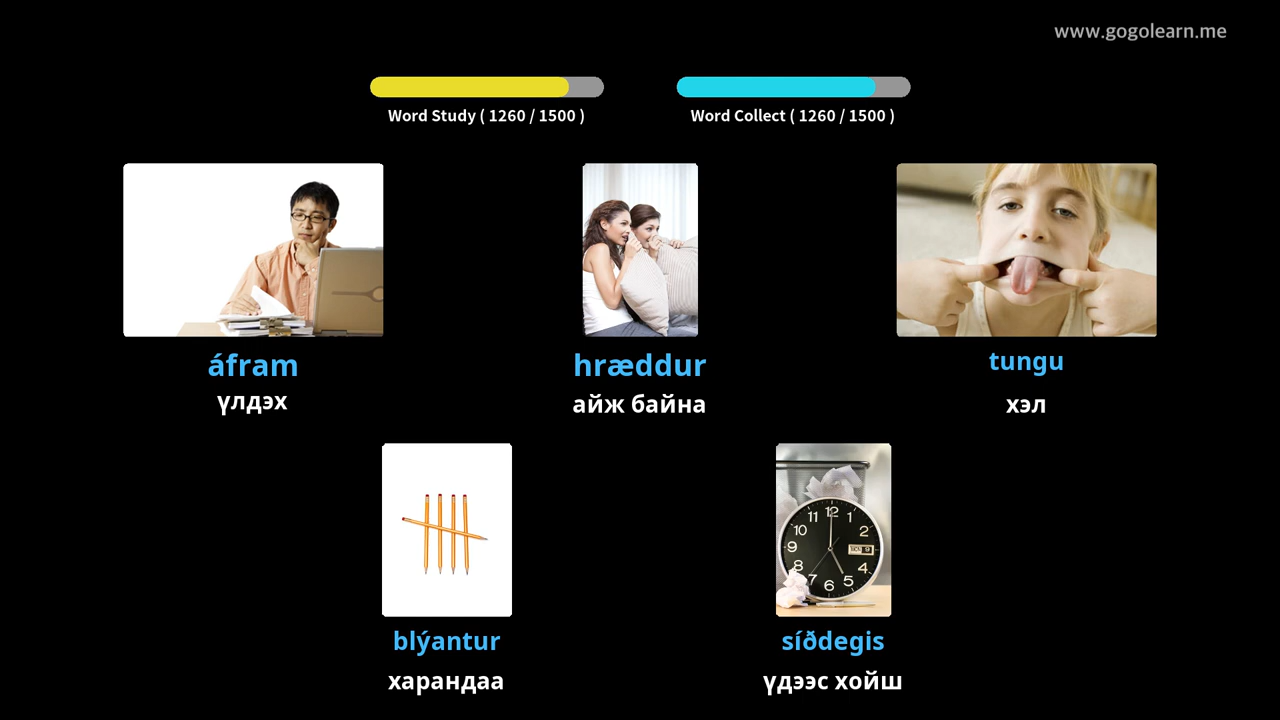 www.gogolearn.me
Word Study ( 1260 / 1500 )
Word Collect ( 1260 / 1500 )
áfram
үлдэх
hræddur
айж байна
tungu
хэл
blýantur
харандаа
síðdegis
үдээс хойш